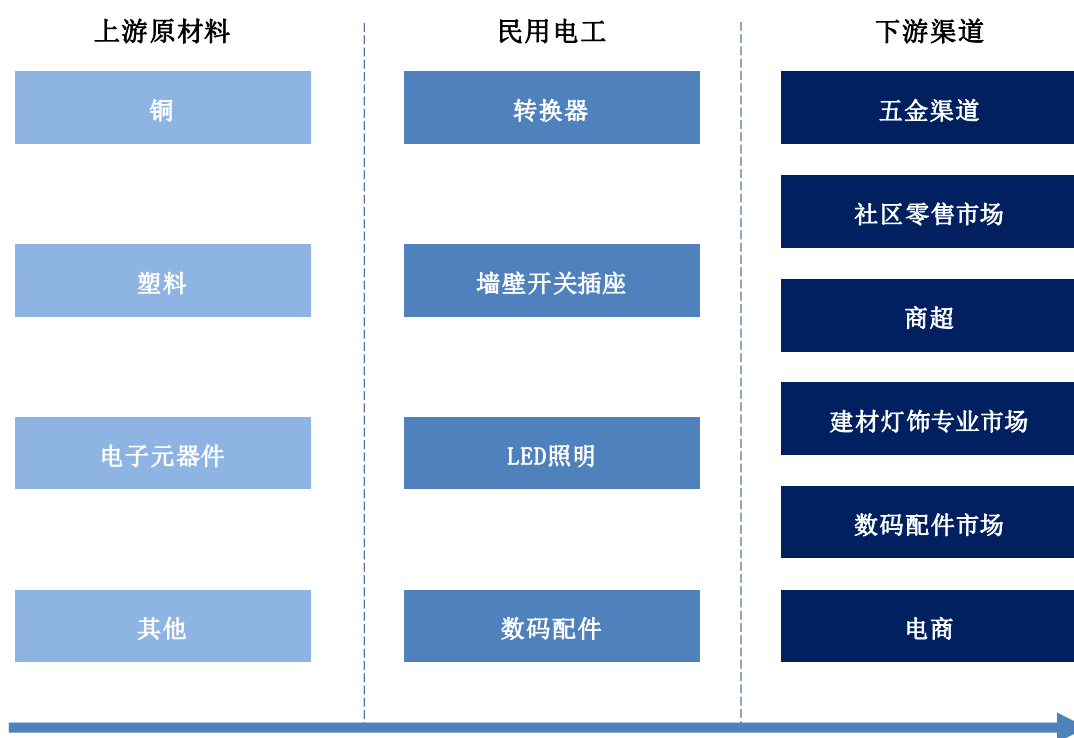 上游原材料
民用电工
下游渠道
铜
转换器
五金渠道
社区零售市场
塑料
墙壁开关插座
商超
建材灯饰专业市场
电子元器件
LED照明
数码配件市场
其他
数码配件
电商